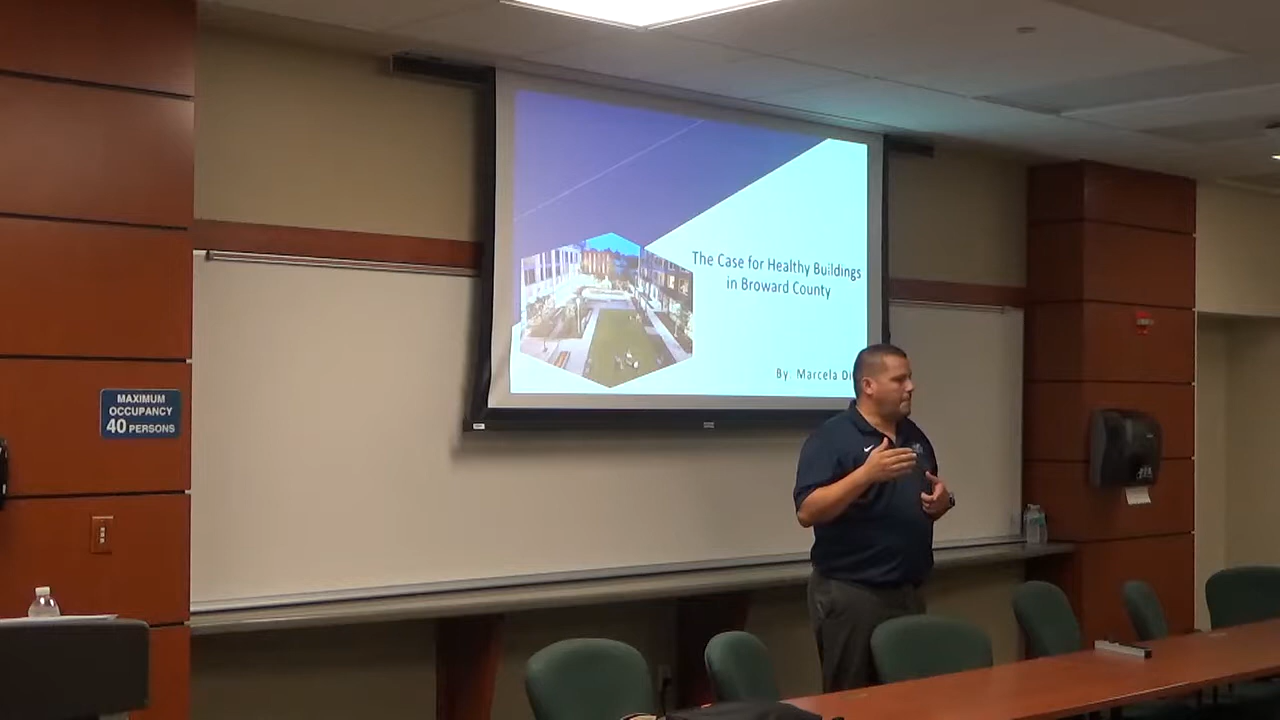 The Case for Healthy Buildings
in Broward County
By: Marcela
MAXIMUM
OCCUPANCY
40 PERSONS